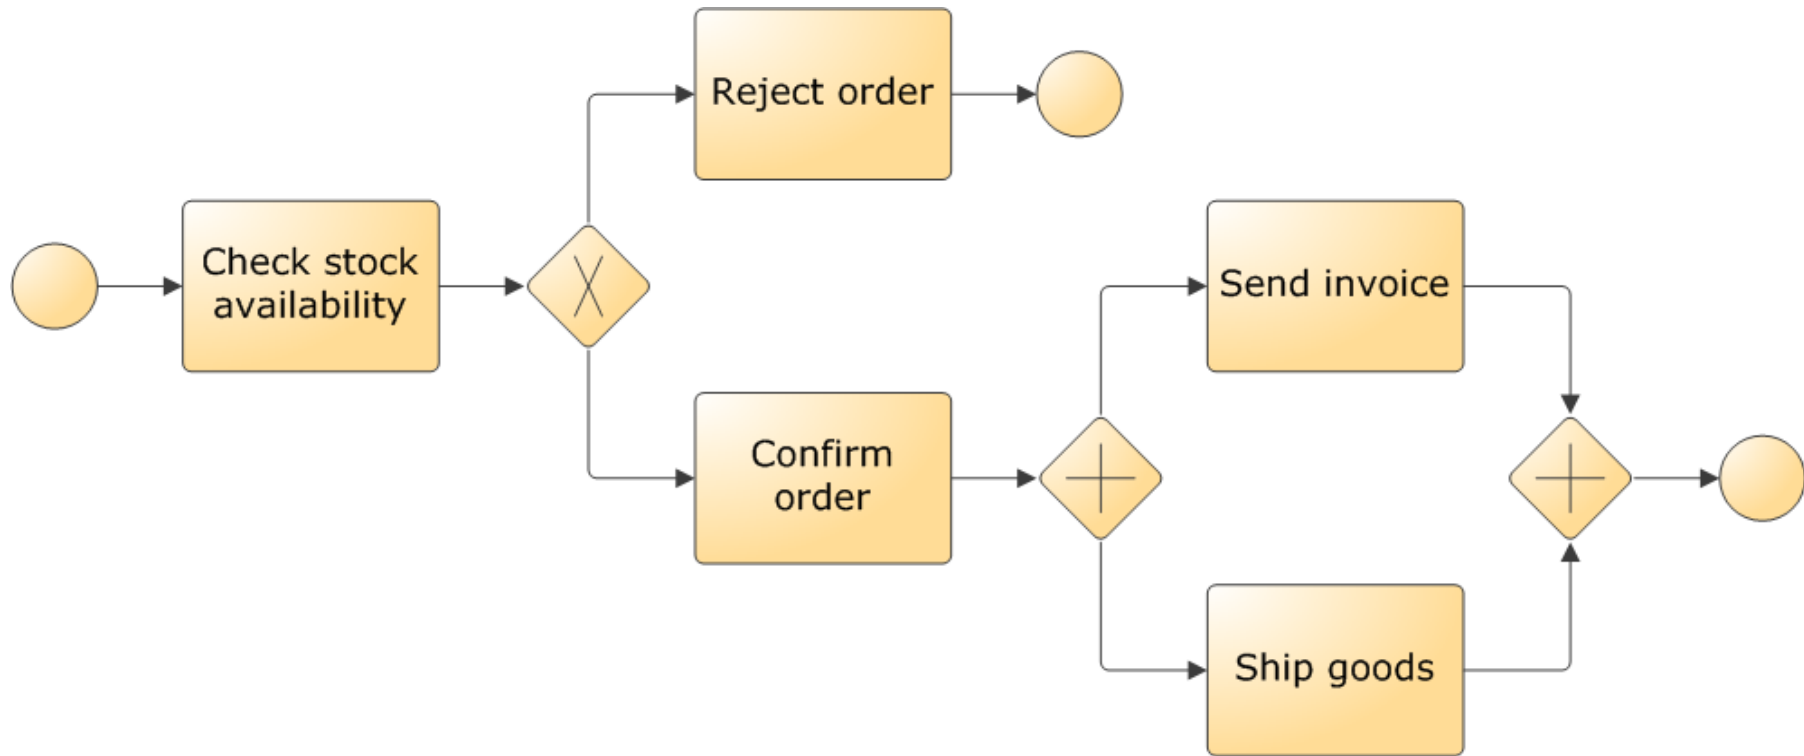 Reject order
Check stock
availability
Send invoice
Confirm
order
Ship goods